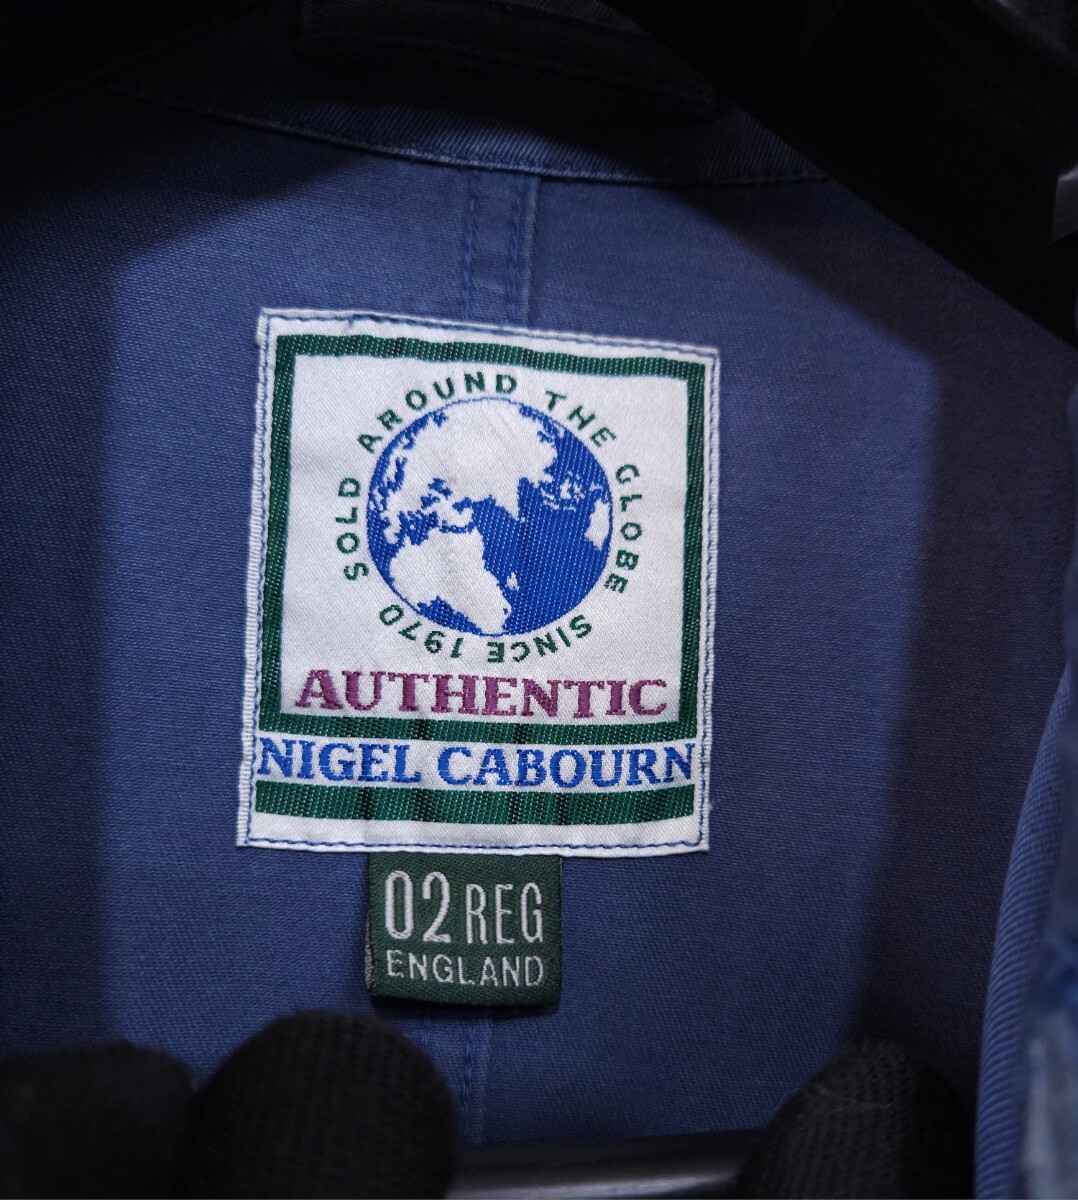 SOLD AROUND THE GLOBE
SINCE 1970
AUTHENTIC
NIGEL CABOURN
02 REG
ENGLAND